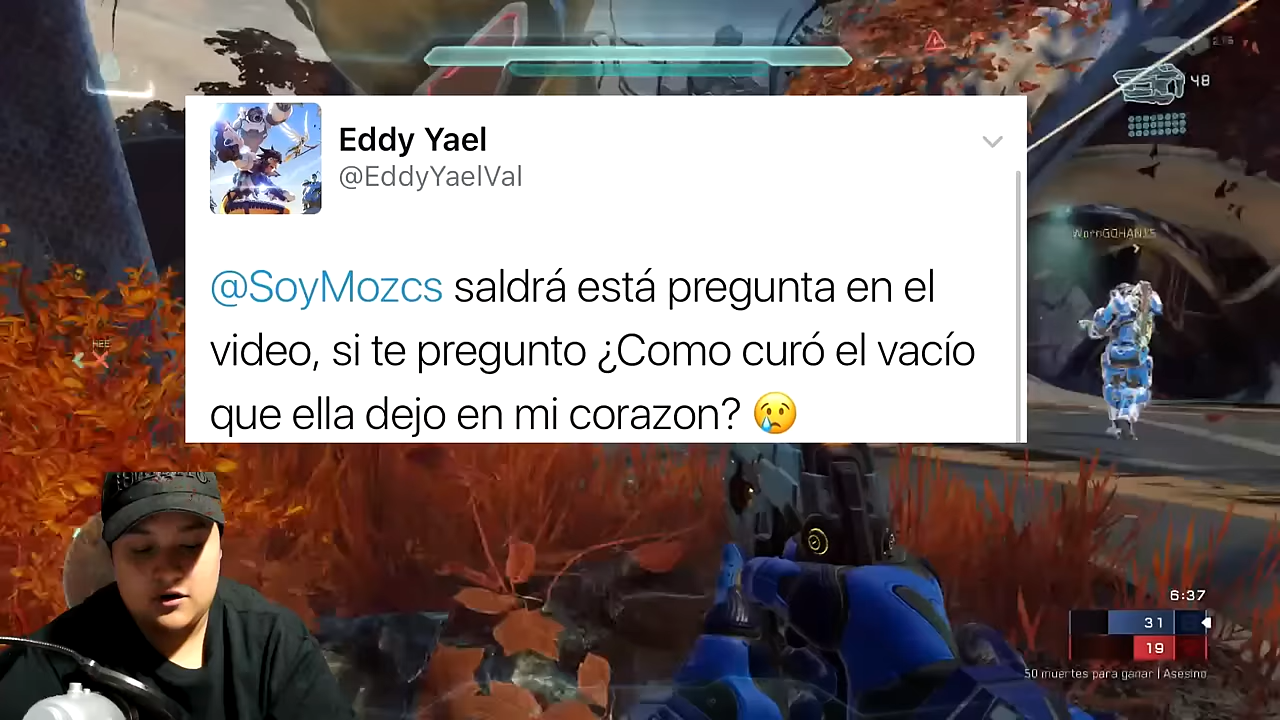 48
Eddy Yael
@EddyYaelVal
@SoyMozcs saldrá está pregunta en el
video, si te pregunto ¿Como curó el vacío
que ella dejo en mi corazon? 😢
6:37
31
19
50 muertes para ganar | Asesino